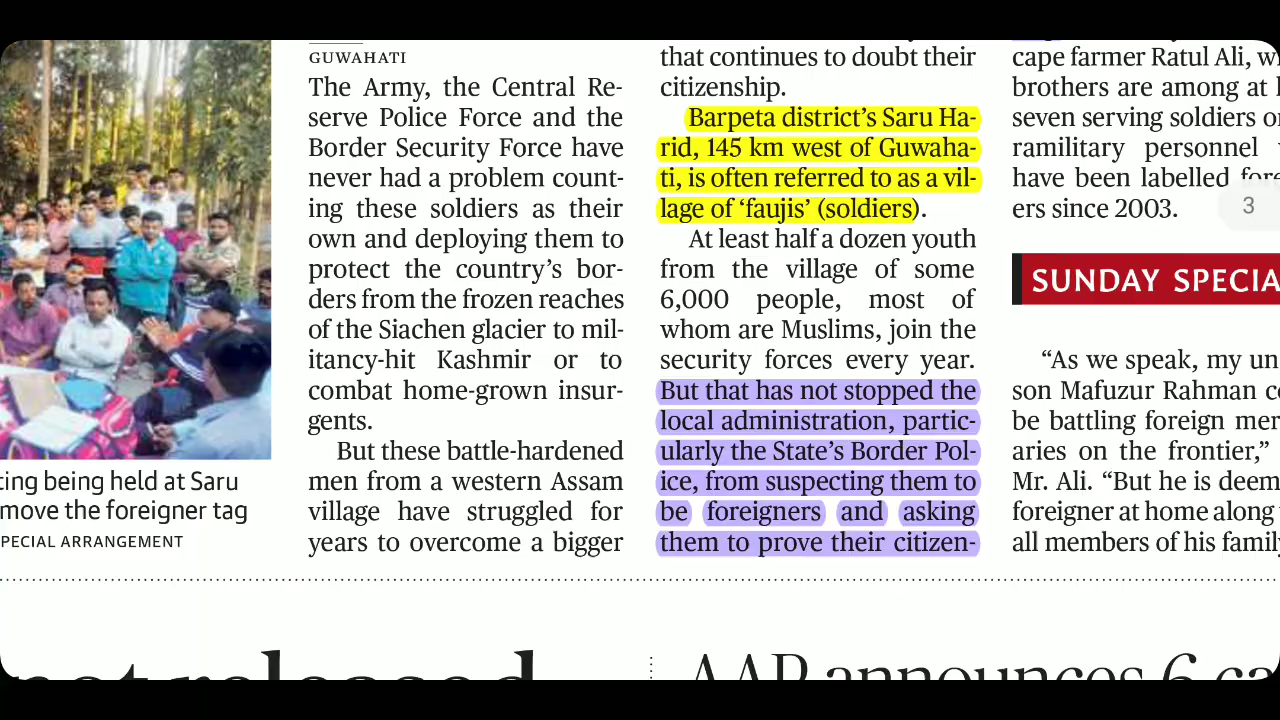 GUWAHATI
The Army, the Central Re-
serve Police Force and the
Border Security Force have
never had a problem count-
ing these soldiers as their
own and deploying them to
protect the country's bor-
ders from the frozen reaches
of the Siachen glacier to mil-
itancy-hit Kashmir or to
combat home-grown insur-
gents.
But these battle-hardened
men from a western Assam
village have struggled for
years to overcome a bigger
that continues to doubt their
citizenship.
Barpeta district's Saru Ha-
rid, 145 km west of Guwaha-
ti, is often referred to as a vil-
lage of 'faujis' (soldiers).
At least half a dozen youth
from the village of some
6,000 people, most of
whom are Muslims, join the
security forces every year.
But that has not stopped the
local administration, partic-
ularly the State's Border Pol-
ice, from suspecting them to
be foreigners and asking
them to prove their citizen-
cape farmer Ratul Ali,
brothers are among at
seven serving soldiers
ramilitary personnel
have been labelled
ers since 2003.
3
SUNDAY SPECIA
"As we speak, my un
son Mafuzur Rahman
be battling foreign mer
aries on the frontier,"
Mr. Ali. "But he is deem
foreigner at home along
all members of his family
ting being held at Saru
move the foreigner tag
PECIAL ARRANGEMENT
not released
AAP announces 6 ca